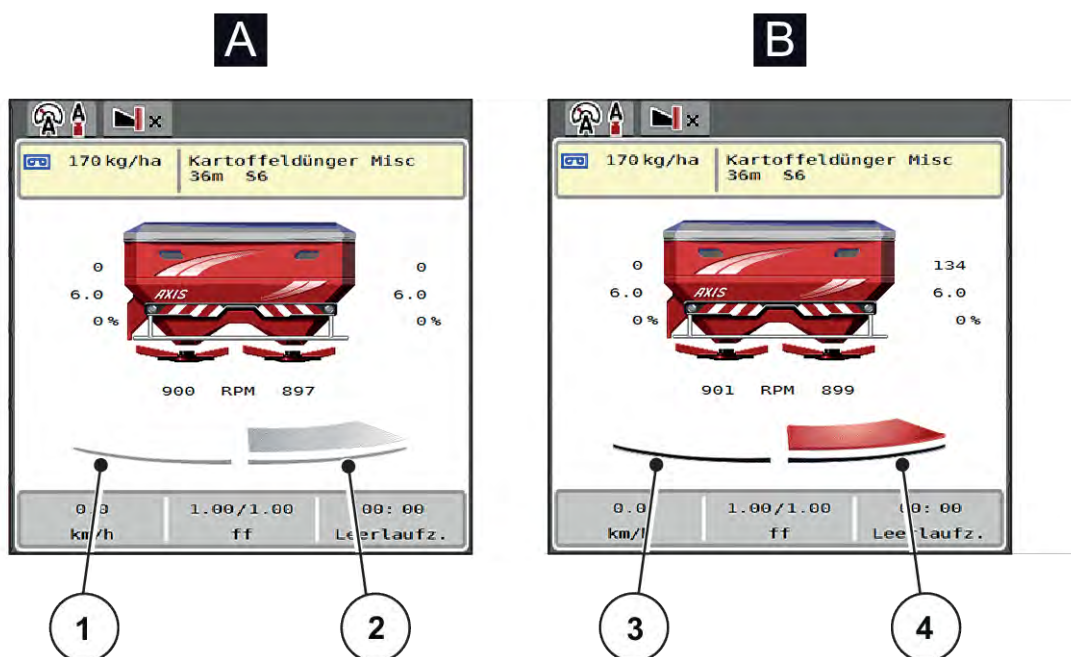 A
B
A A x
170 kg/ha Kartoffeldünger Misc
36m S6
0 0
6.0 AXIS 6.0
0% 0%
900 RPM 897
0.0 1.00/1.00 00:00
km/h ff Leerlaufz.
1 2
A A x
170 kg/ha Kartoffeldünger Misc
36m S6
0 134
6.0 AXIS 6.0
0% 0%
901 RPM 899
0.0 1.00/1.00 00:00
km/h ff Leerlaufz.
3 4